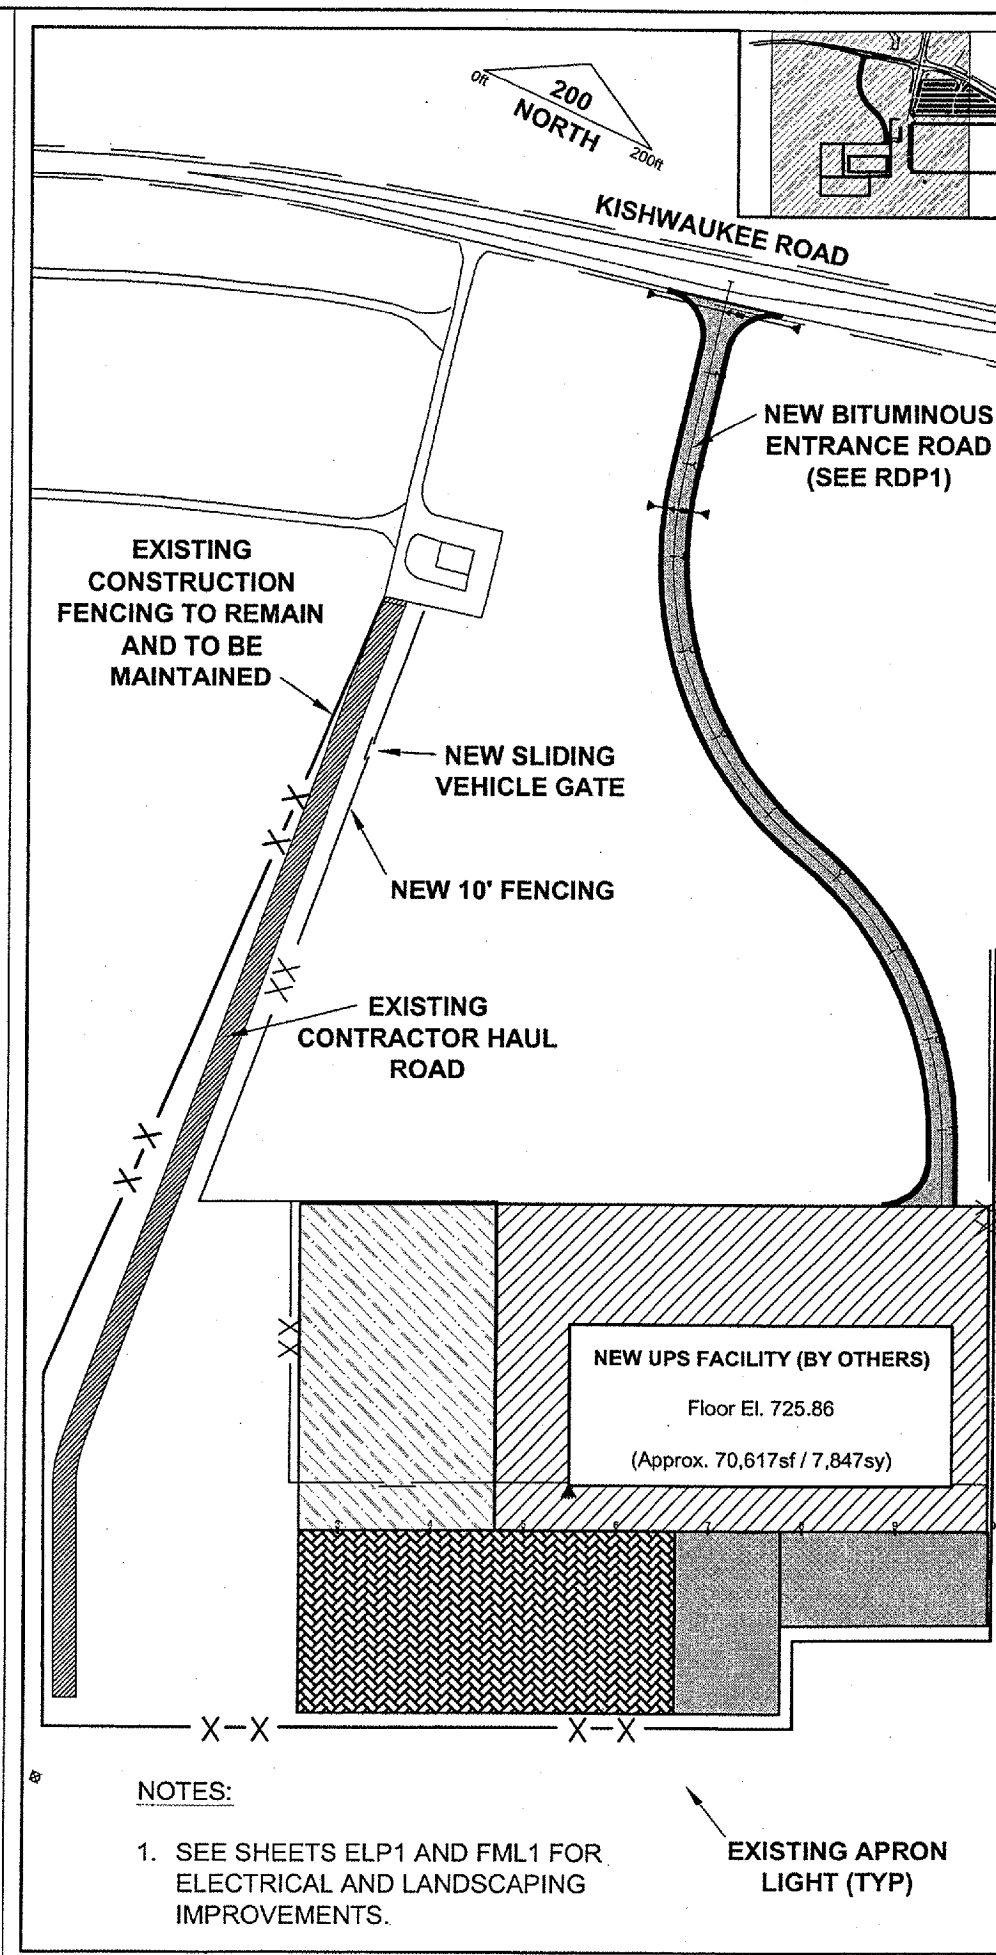 0ft
200
NORTH
200ft
KISHWAUKEE ROAD
NEW BITUMINOUS
ENTRANCE ROAD
(SEE RDP1)
EXISTING
CONSTRUCTION
FENCING TO REMAIN
AND TO BE
MAINTAINED
NEW SLIDING
VEHICLE GATE
NEW 10' FENCING
EXISTING
CONTRACTOR HAUL
ROAD
NEW UPS FACILITY (BY OTHERS)
Floor El. 725.86
(Approx. 70,617sf / 7,847sy)
3 4 5 6 7 8 9
NOTES:
1. SEE SHEETS ELP1 AND FML1 FOR
ELECTRICAL AND LANDSCAPING
IMPROVEMENTS.
EXISTING APRON
LIGHT (TYP)